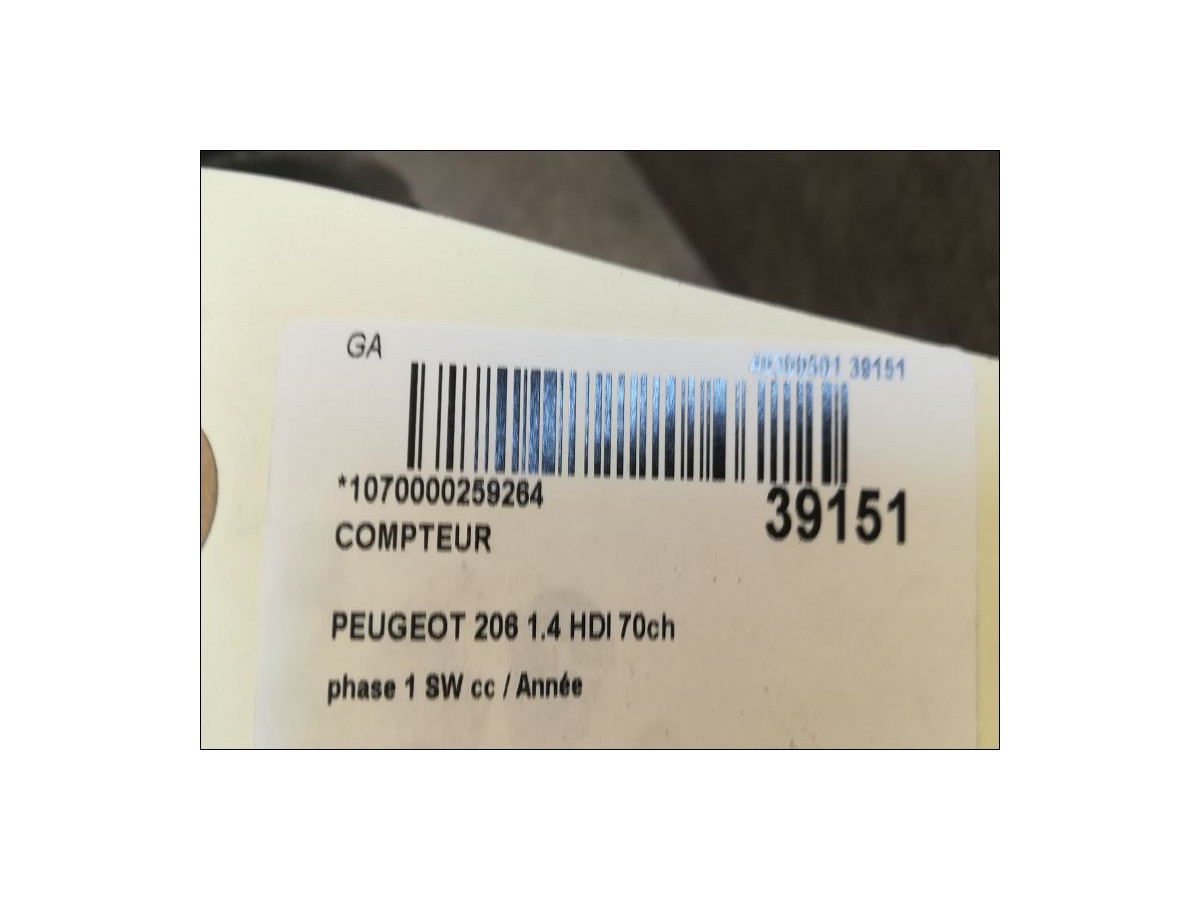 GA
39151
*1070000259264
39151
COMPTEUR
PEUGEOT 206 1.4 HDI 70ch
phase 1 SW cc / Année